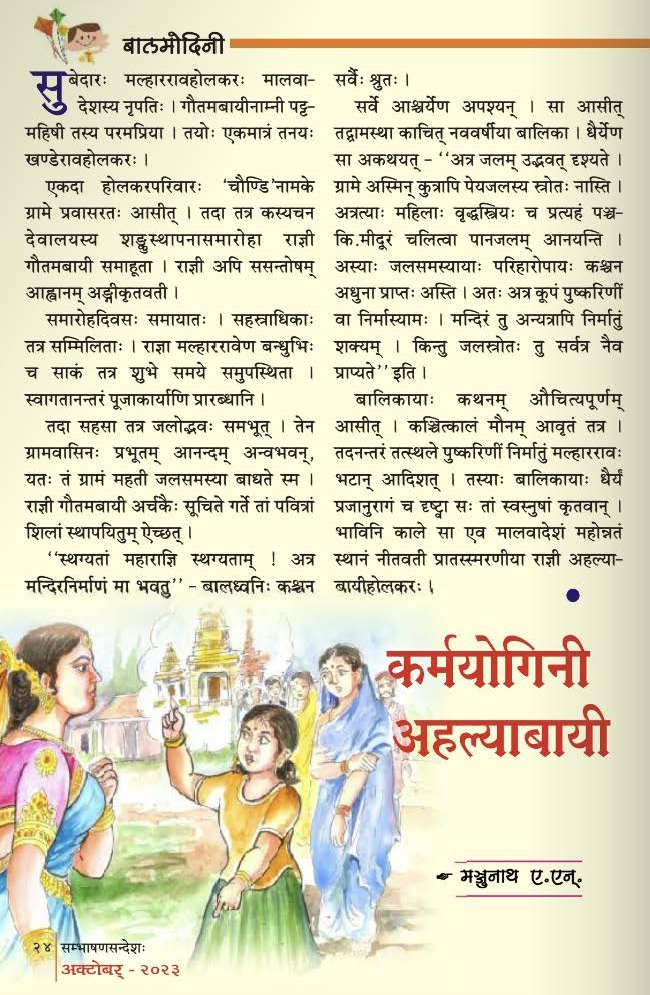 बालमोदिनी
सुबेदारः मल्हाररावहोलकरः मालवा-
देशस्य नृपतिः । गौतमबायीनाम्नी पट्ट-
महिषी तस्य परमप्रिया । तयोः एकमात्रं तनयः
खण्डेरावहोलकरः ।
एकदा होलकरपरिवारः ‘चौण्डि’नामके
ग्रामे प्रवासरतः आसीत् । तदा तत्र कस्यचन
देवालयस्य शङ्कुस्थापनासमारोहा राज्ञी
गौतमबायी समाहूता । राज्ञी अपि ससन्तोषम्
आह्वानम् अङ्गीकृतवती ।
समारोहदिवसः समायातः । सहस्राधिकाः
तत्र सम्मिलिताः । राज्ञा मल्हाररावेण बन्धुभिः
च साकं तत्र शुभे समये समुपस्थिता ।
स्वागतानन्तरं पूजाकार्याणि प्रारब्धानि ।
तदा सहसा तत्र जलोद्भवः समभूत् । तेन
ग्रामवासिनः प्रभूतम् आनन्दम् अन्वभवन्,
यतः तं ग्रामं महती जलसमस्या बाधते स्म ।
राज्ञी गौतमबायी अर्चकैः सूचिते गर्ते तां पवित्रां
शिलां स्थापयितुम् ऐच्छत् ।
‘‘स्थग्यतां महाराज्ञि स्थग्यताम् ! अत्र
मन्दिरनिर्माणं मा भवतु’’ – बालध्वनिः कश्चन
सर्वैः श्रुतः ।
सर्वे आश्चर्येण अपश्यन् । सा आसीत्
तद्ग्रामस्था काचित् नववर्षीया बालिका । धैर्येण
सा अकथयत् – ‘‘अत्र जलम् उद्भवत् दृश्यते ।
ग्रामे अस्मिन् कुत्रापि पेयजलस्य स्रोतः नास्ति ।
अत्रत्याः महिलाः वृद्धस्त्रियः च प्रत्यहं पञ्च-
कि.मीदूरं चलित्वा पानजलम् आनयन्ति ।
अस्याः जलसमस्यायाः परिहारोपायः कश्चन
अधुना प्राप्तः अस्ति । अतः अत्र कूपं पुष्करिणीं
वा निर्मास्यामः । मन्दिरं तु अन्यत्रापि निर्मातुं
शक्यम् । किन्तु जलस्रोतः तु सर्वत्र नैव
प्राप्यते’’ इति ।
बालिकायाः कथनम् औचित्यपूर्णम्
आसीत् । कञ्चित्कालं मौनम् आवृतं तत्र ।
तदनन्तरं तत्स्थले पुष्करिणीं निर्मातुं मल्हाररावः
भटान् आदिशत् । तस्याः बालिकायाः धैर्यं
प्रजानुरागं च दृष्ट्वा सः तां स्वस्नुषां कृतवान् ।
भाविनि काले सा एव मालवादेशं महोन्नतं
स्थानं नीतवती प्रातस्स्मरणीया राज्ञी अहल्या-
बायीहोलकरः ।
कर्मयोगिनी
अहल्याबायी
☛ मञ्जुनाथ ए.एन्.
२४ सम्भाषणसन्देशः
अक्टोबर् - २०२३